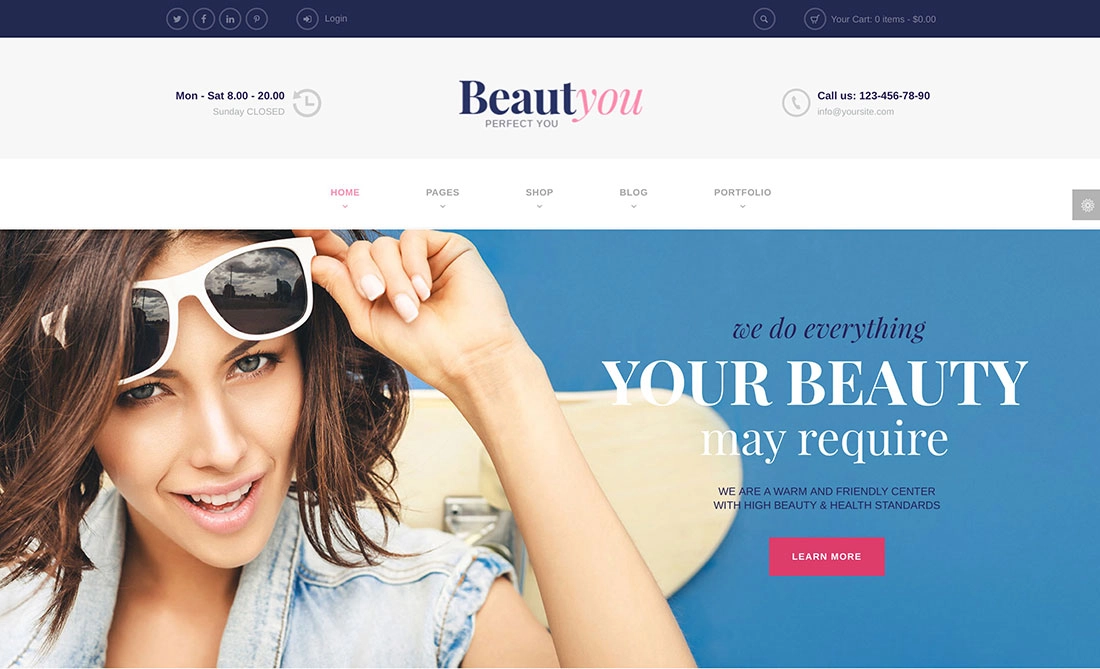 Login
Your Cart: 0 items - $0.00
Mon - Sat 8.00 - 20.00
Sunday CLOSED
Beautyou
PERFECT YOU
Call us: 123-456-78-90
info@yoursite.com
HOME PAGES SHOP BLOG PORTFOLIO
we do everything
YOUR BEAUTY
may require
WE ARE A WARM AND FRIENDLY CENTER
WITH HIGH BEAUTY & HEALTH STANDARDS
LEARN MORE